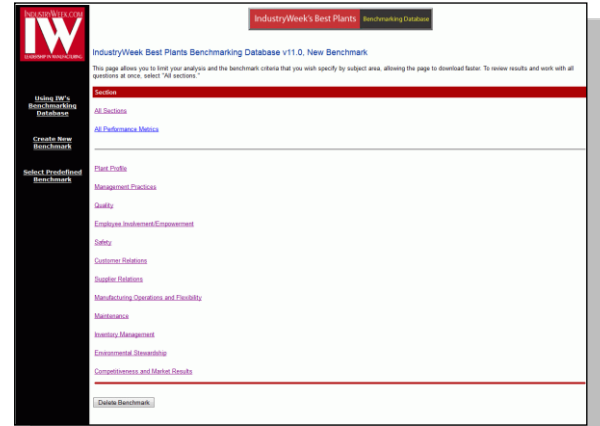 INDUSTRYWEEK.COM
IW
LEADERSHIP IN MANUFACTURING
IndustryWeek's Best Plants Benchmarking Database
IndustryWeek Best Plants Benchmarking Database v11.0, New Benchmark
This page allows you to limit your analysis and the benchmark criteria that you wish specify by subject area, allowing the page to download faster. To review results and work with all
questions at once, select "All sections."
Using IW's
Benchmarking
Database
Create New
Benchmark
Select Predefined
Benchmark
Section
All Sections
All Performance Metrics
Plant Profile
Management Practices
Quality
Employee Involvement/Empowerment
Safety
Customer Relations
Supplier Relations
Manufacturing Operations and Flexibility
Maintenance
Inventory Management
Environmental Stewardship
Competitiveness and Market Results
Delete Benchmark